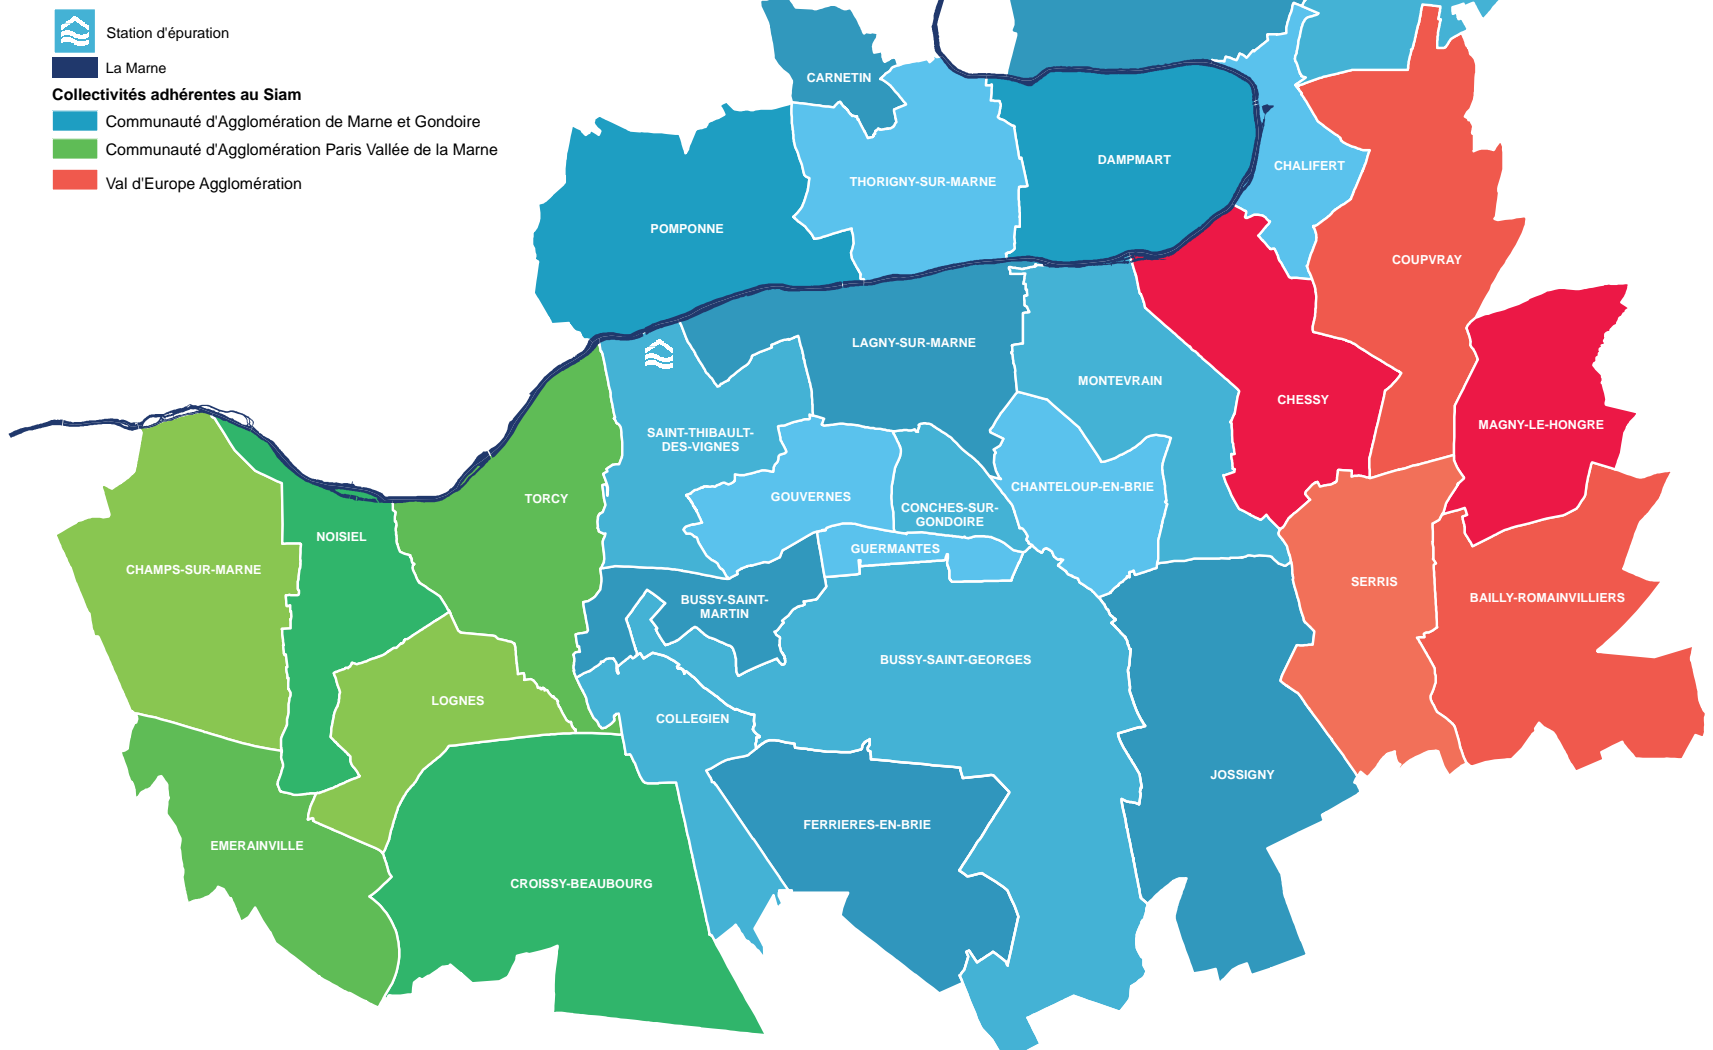 Station d'épuration
La Marne
Collectivités adhérentes au Siam
Communauté d'Agglomération de Marne et Gondoire
Communauté d'Agglomération Paris Vallée de la Marne
Val d'Europe Agglomération
CARNETIN
DAMPMART
CHALIFERT
THORIGNY-SUR-MARNE
POMPONNE
COUPVRAY
LAGNY-SUR-MARNE
MONTEVRAIN
CHESSY
MAGNY-LE-HONGRE
SAINT-THIBAULT-
DES-VIGNES
TORCY
GOUVERNES
CONCHES-SUR-
GONDOIRE
CHANTELOUP-EN-BRIE
NOISIEL
GUERMANTES
CHAMPS-SUR-MARNE
SERRIS
BUSSY-SAINT-
MARTIN
BAILLY-ROMAINVILLIERS
BUSSY-SAINT-GEORGES
LOGNES
COLLEGIEN
JOSSIGNY
FERRIERES-EN-BRIE
EMERAINVILLE
CROISSY-BEAUBOURG